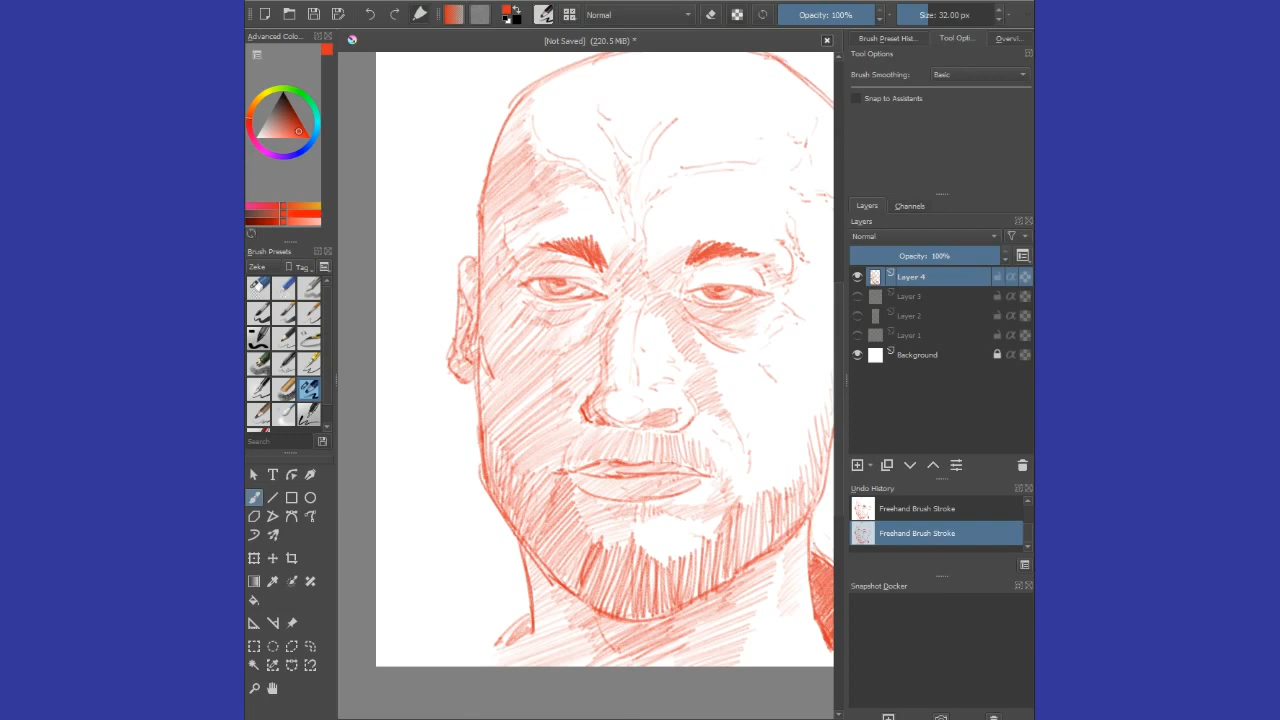 Normal
Opacity: 100%
Size: 32.00 px
Advanced Colo...
[Not Saved] (220.5 MiB) *
Brush Preset Hist...
Tool Opti...
Overvi...
Tool Options
Brush Smoothing:
Basic
Snap to Assistants
Layers
Channels
Layers
Normal
Opacity: 100%
Layer 4
Layer 3
Layer 2
Layer 1
Background
Brush Presets
Zeke
Tag
Search
Undo History
Freehand Brush Stroke
Freehand Brush Stroke
Snapshot Docker